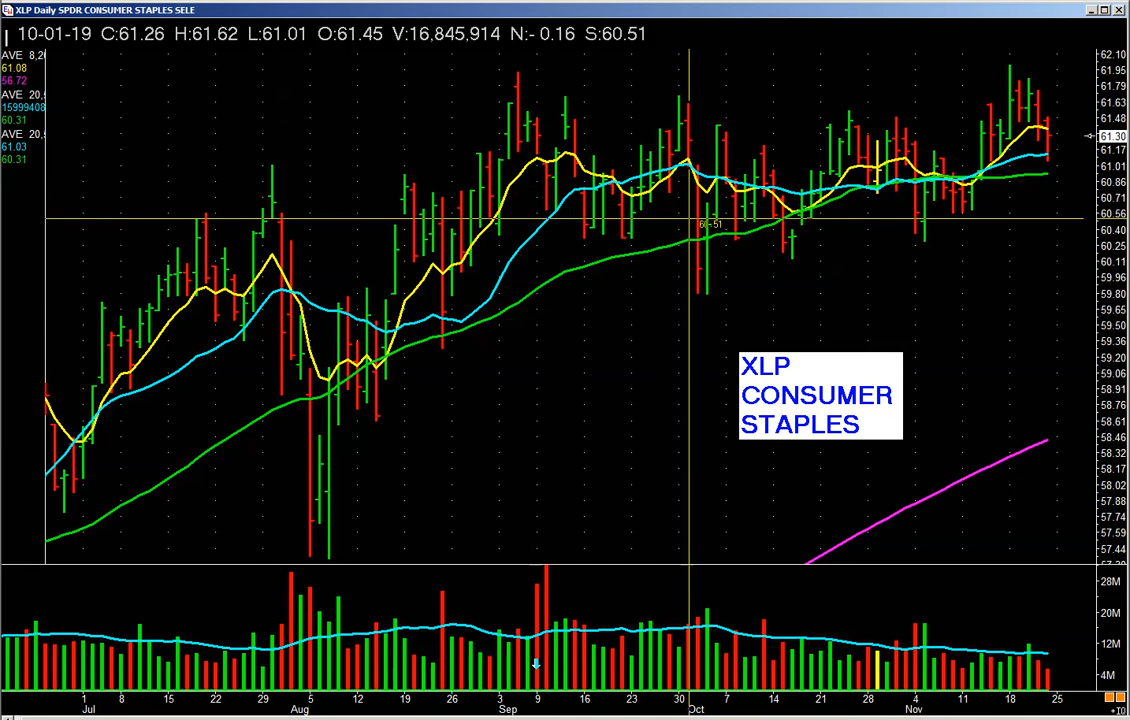 XLP Daily SPDR CONSUMER STAPLES SELE
10-01-19 C:61.26 H:61.62 L:61.01 O:61.45 V:16,845,914 N:- 0.16 S:60.51
AVE 8,20
61.08
56.72
AVE 20,
15999408
60.31
AVE 20,
61.03
60.31
62.10
61.95
61.79
61.63
61.48
61.30
61.17
61.01
60.86
60.71
60.56
60.40
60.25
60.11
59.96
59.80
59.65
59.50
59.36
59.20
59.06
58.91
58.76
58.61
58.46
58.32
58.17
58.02
57.88
57.74
57.59
57.44
60.51
XLP
CONSUMER
STAPLES
28M
20M
12M
4M
1 8 15 22 29 5 12 19 26 3 9 16 23 30 7 14 21 28 4 11 18 25
Jul Aug Sep Oct Nov